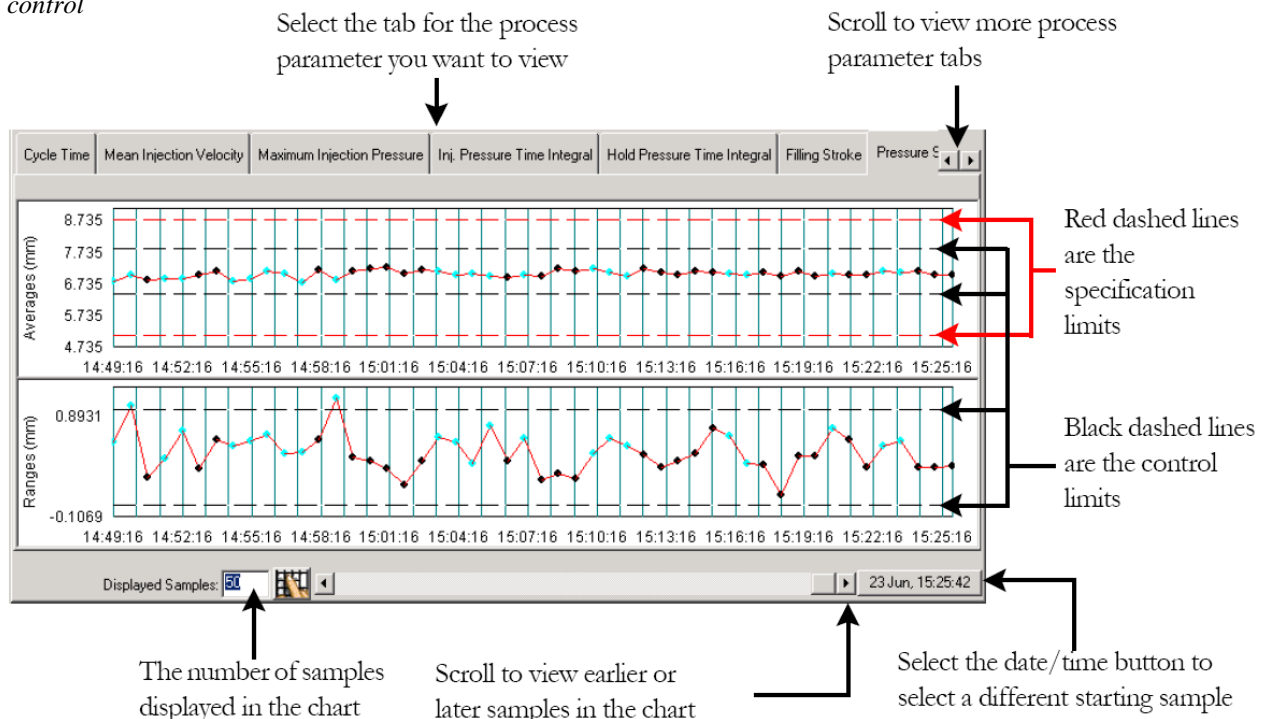 control
Select the tab for the process
parameter you want to view
Scroll to view more process
parameter tabs
Cycle Time Mean Injection Velocity Maximum Injection Pressure Inj. Pressure Time Integral Hold Pressure Time Integral Filling Stroke Pressure
8.735
7.735
6.735
5.735
4.735
Averages (mm)
14:49:16 14:52:16 14:55:16 14:58:16 15:01:16 15:04:16 15:07:16 15:10:16 15:13:16 15:16:16 15:19:16 15:22:16 15:25:16
Red dashed lines
are the
specification
limits
0.8931
-0.1069
Ranges (mm)
14:49:16 14:52:16 14:55:16 14:58:16 15:01:16 15:04:16 15:07:16 15:10:16 15:13:16 15:16:16 15:19:16 15:22:16 15:25:16
Black dashed lines
are the control
limits
Displayed Samples: 50
23 Jun, 15:25:42
The number of samples
displayed in the chart
Scroll to view earlier or
later samples in the chart
Select the date/time button to
select a different starting sample